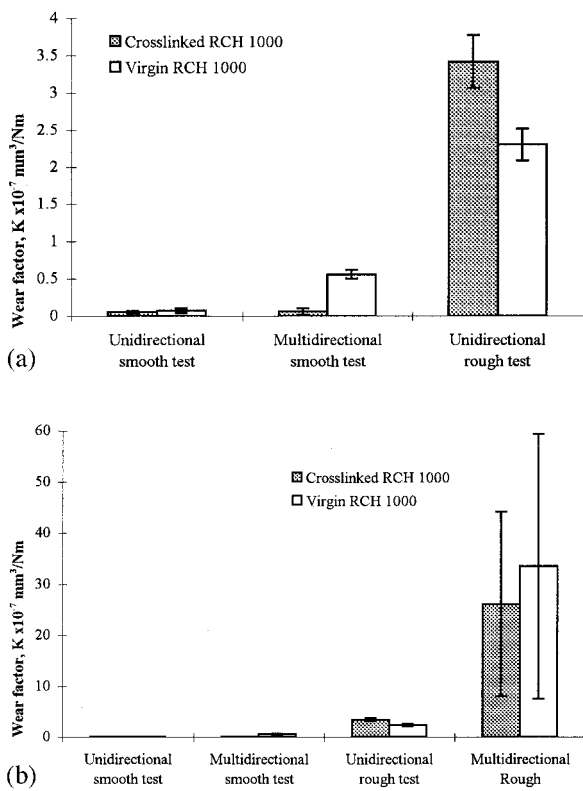 4
3.5
3
2.5
2
1.5
1
0.5
0
Wear factor, K x10⁻⁷ mm³/Nm
Crosslinked RCH 1000
Virgin RCH 1000
Unidirectional
smooth test
Multidirectional
smooth test
Unidirectional
rough test
(a)
60
50
40
30
20
10
0
Wear factor, K x10⁻⁷ mm³/Nm
Crosslinked RCH 1000
Virgin RCH 1000
Unidirectional
smooth test
Multidirectional
smooth test
Unidirectional
rough test
Multidirectional
Rough
(b)